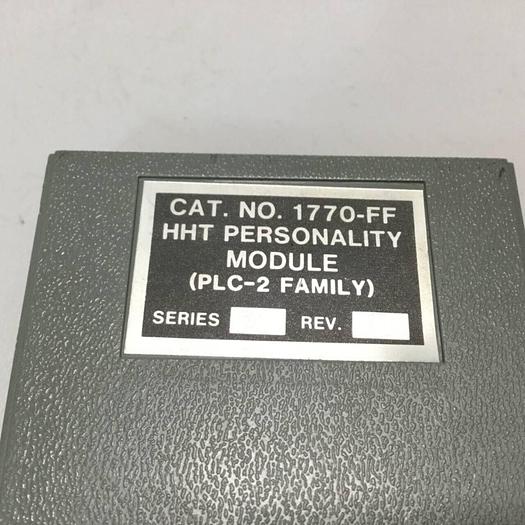 CAT. NO. 1770-FF
HHT PERSONALITY
MODULE
(PLC-2 FAMILY)
SERIES REV.